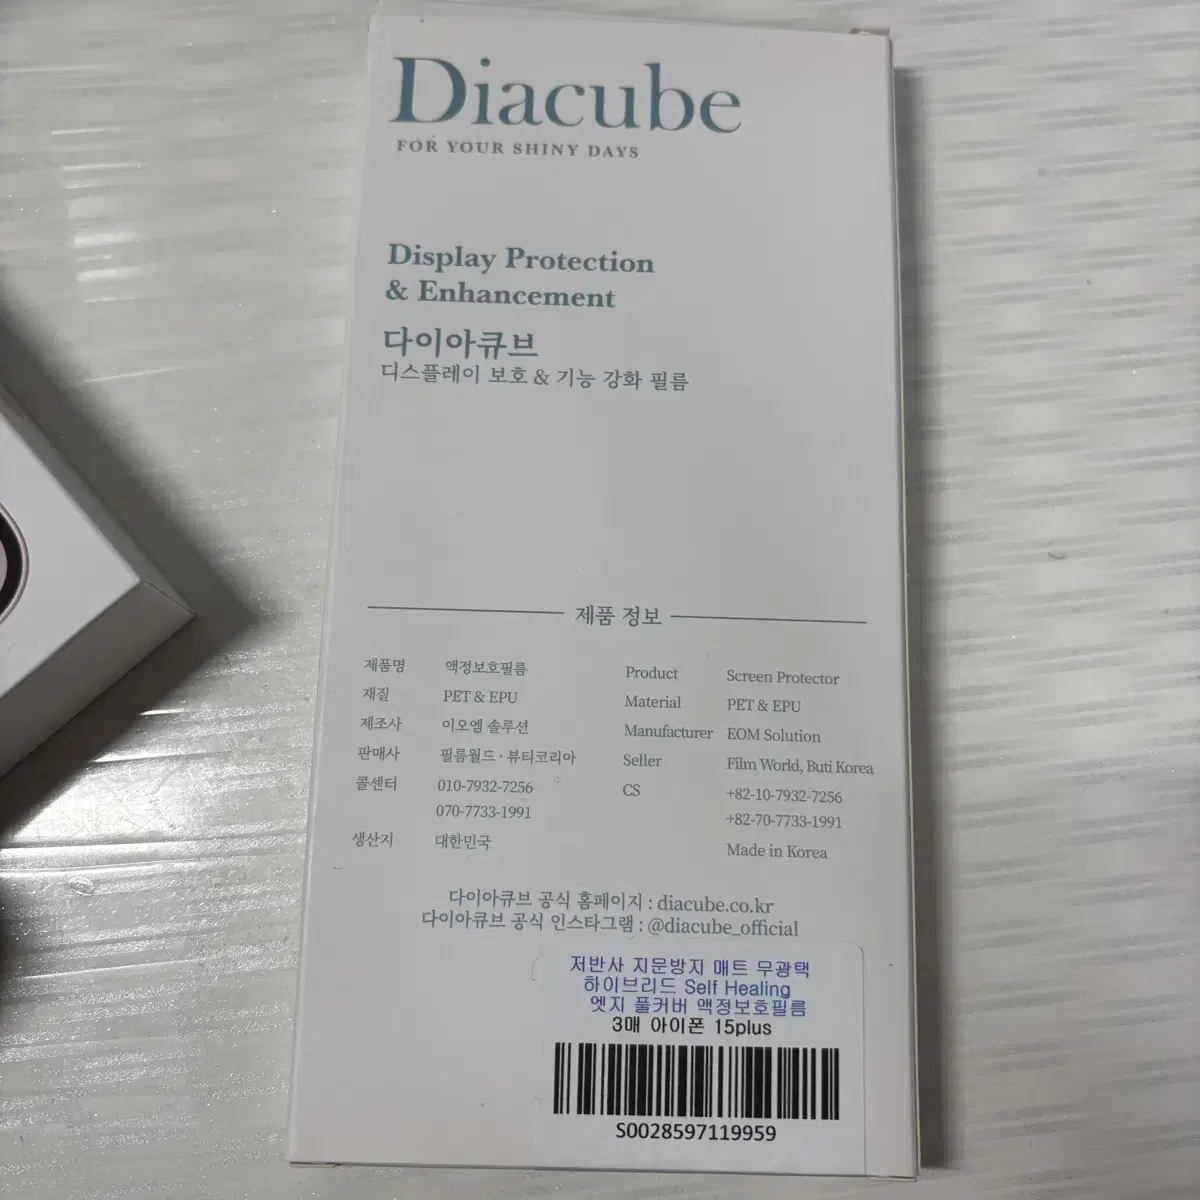 Diacube
FOR YOUR SHINY DAYS
Display Protection
& Enhancement
다이아큐브
디스플레이 보호 & 기능 강화 필름
제품 정보
제품명 액정보호필름
재질 PET & EPU
제조사 이오엠 솔루션
판매사 필름월드 · 뷰티코리아
콜센터 010-7932-7256
070-7733-1991
생산지 대한민국
Product Screen Protector
Material PET & EPU
Manufacturer EOM Solution
Seller Film World, Buti Korea
CS +82-10-7932-7256
+82-70-7733-1991
Made in Korea
다이아큐브 공식 홈페이지 : diacube.co.kr
다이아큐브 공식 인스타그램 : @diacube_official
저반사 지문방지 매트 무광택
하이브리드 Self Healing
엣지 풀커버 액정보호필름
3매 아이폰 15plus
S0028597119959